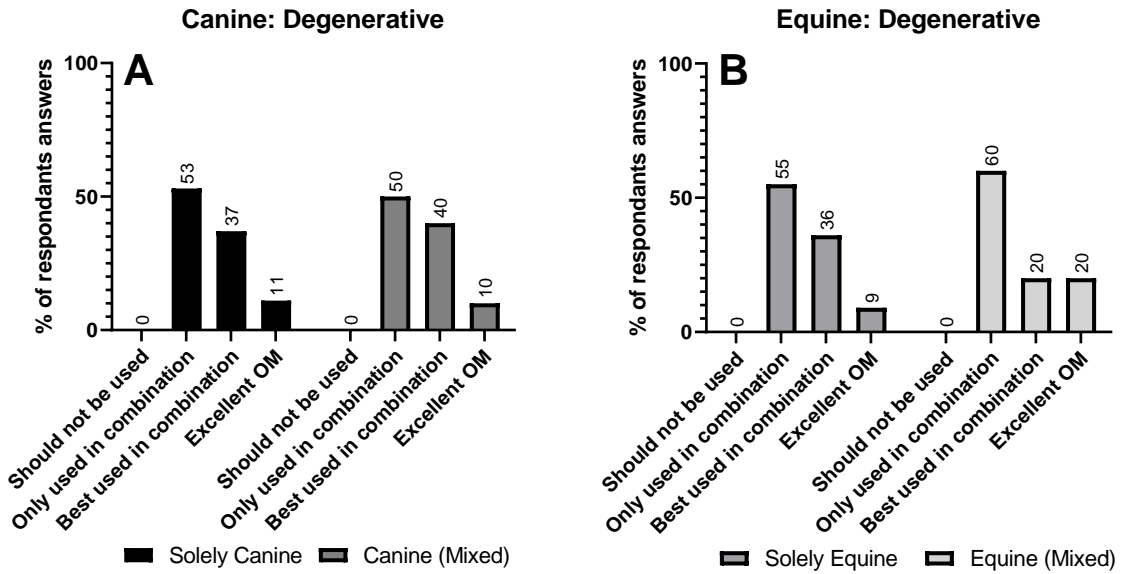 Canine: Degenerative
A
% of respondants answers
100
50
0
0
53
37
11
0
50
40
10
Should not be used
Only used in combination
Best used in combination
Excellent OM
Should not be used
Only used in combination
Best used in combination
Excellent OM
Solely Canine
Canine (Mixed)
Equine: Degenerative
B
% of respondants answers
100
50
0
0
55
36
9
0
60
20
20
Should not be used
Only used in combination
Best used in combination
Excellent OM
Should not be used
Only used in combination
Best used in combination
Excellent OM
Solely Equine
Equine (Mixed)